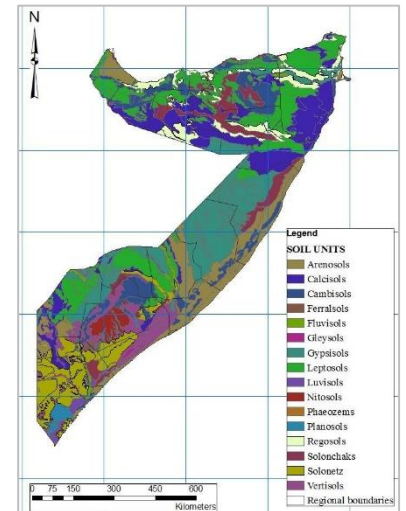 N
Legend
SOIL UNITS
Arenosols
Calcisols
Cambisols
Ferralsols
Fluvisols
Gleysols
Gypsisols
Leptosols
Luvisols
Nitosols
Phaeozems
Planosols
Regosols
Solonchaks
Solonetz
Vertisols
Regional boundaries
0 75 150 300 450 600
Kilometers